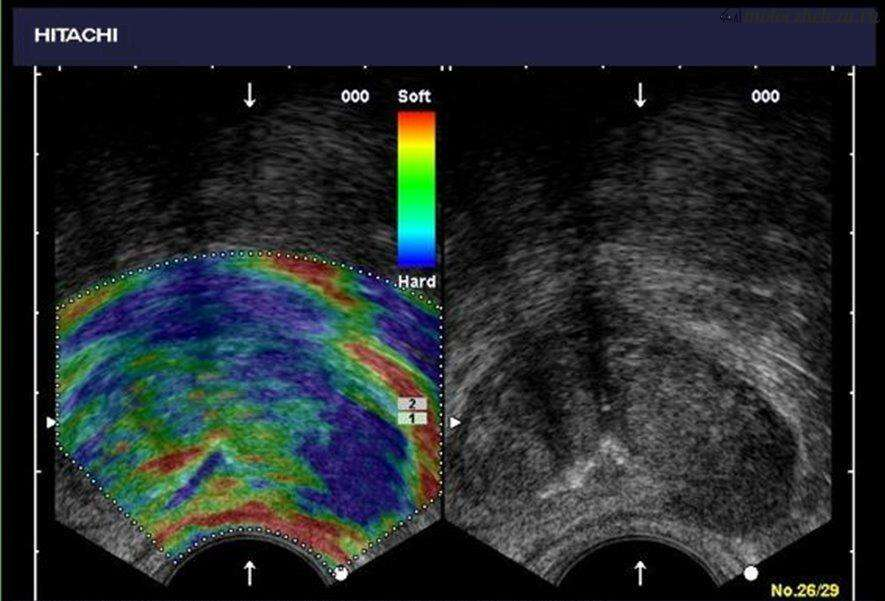 HITACHI
000
Soft
000
Hard
2
1
No.26/29